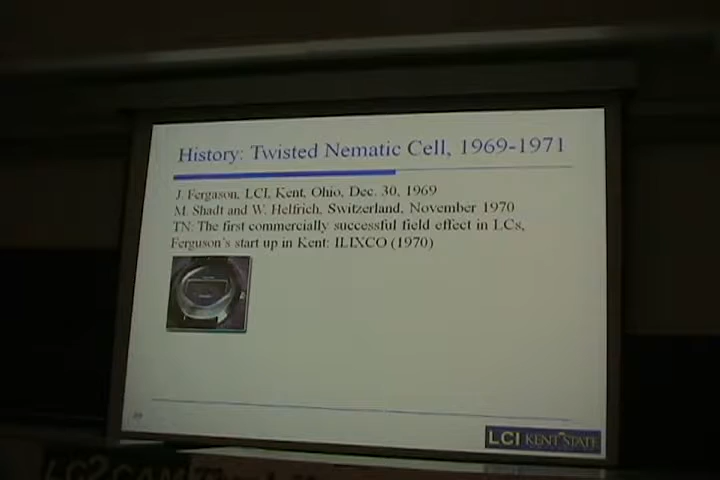 History: Twisted Nematic Cell, 1969-1971
J. Fergason, LCI, Kent, Ohio, Dec. 30, 1969
M. Shadt and W. Helfrich, Switzerland, November 1970
TN: The first commercially successful field effect in LCs,
Ferguson's start up in Kent: ILIXCO (1970)
LCI KENT STATE